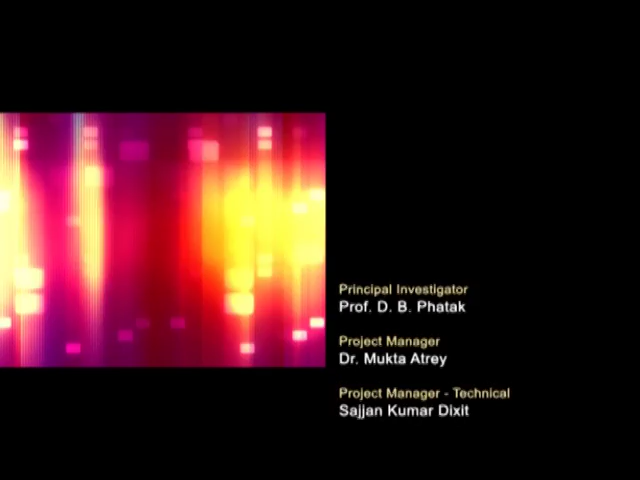 Principal Investigator
Prof. D. B. Phatak
Project Manager
Dr. Mukta Atrey
Project Manager - Technical
Sajjan Kumar Dixit